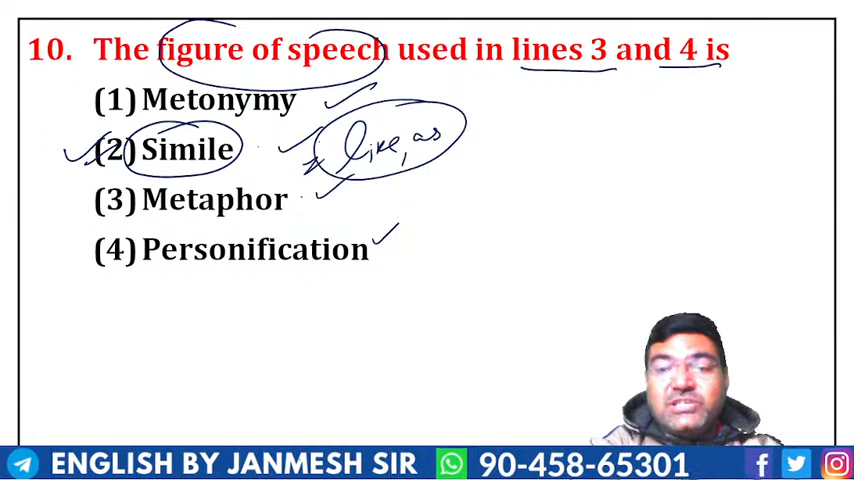 10. The figure of speech used in lines 3 and 4 is
(1) Metonymy
(2) Simile like, as
(3) Metaphor
(4) Personification
ENGLISH BY JANMESH SIR 90-458-65301